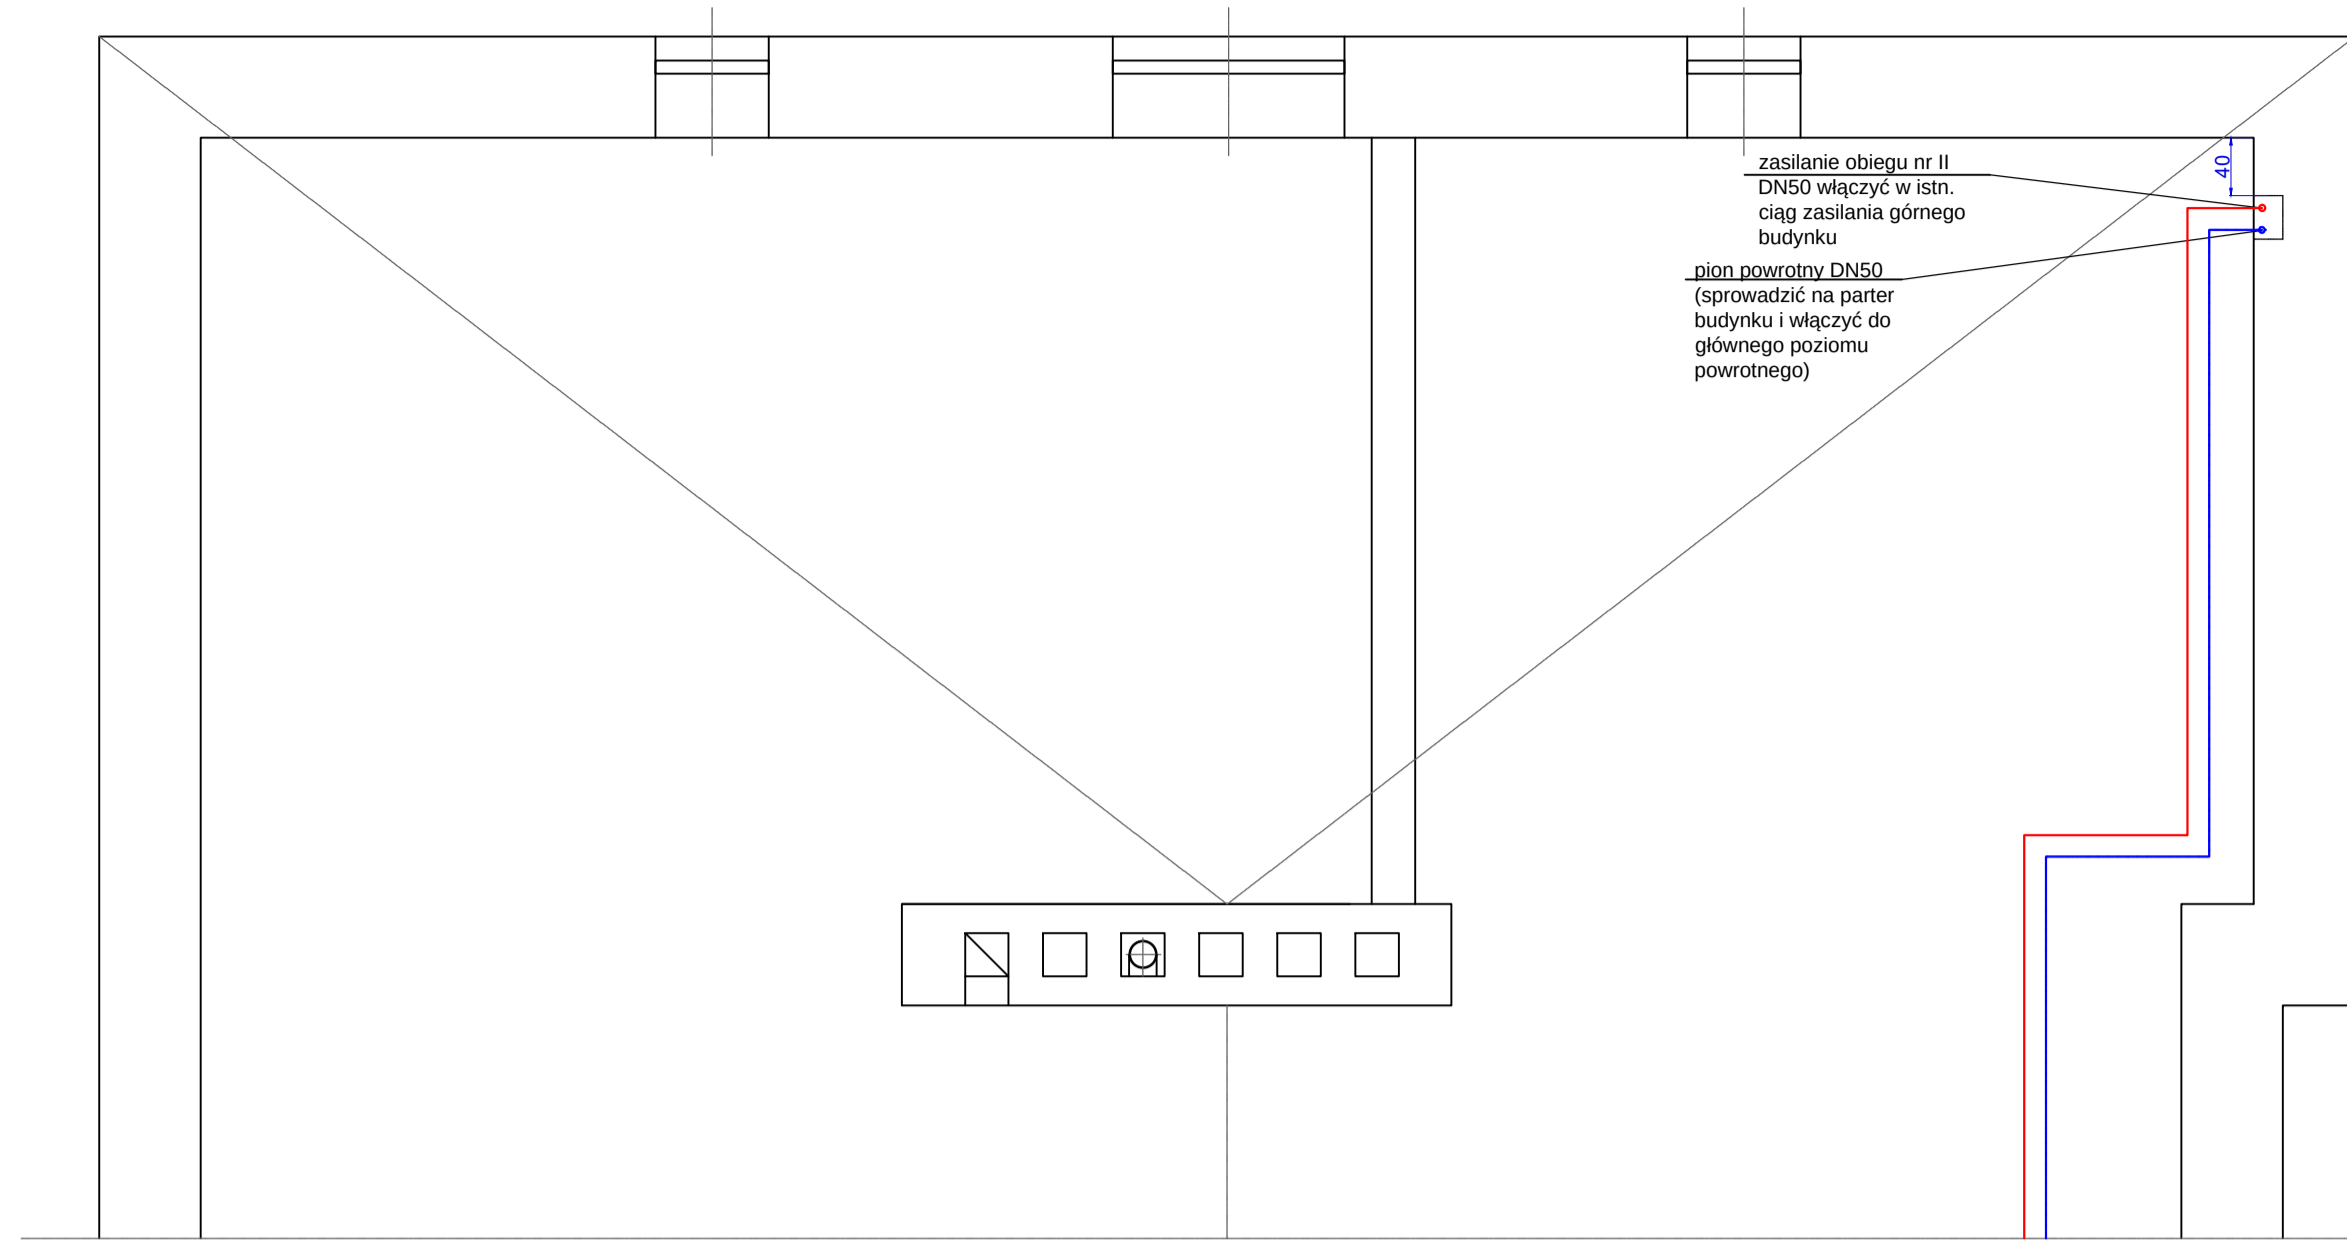 zasilanie obiegu nr II
DN50 włączyć w istn.
ciąg zasilania górnego
budynku
40
pion powrotny DN50
(sprowadzić na parter
budynku i włączyć do
głównego poziomu
powrotnego)